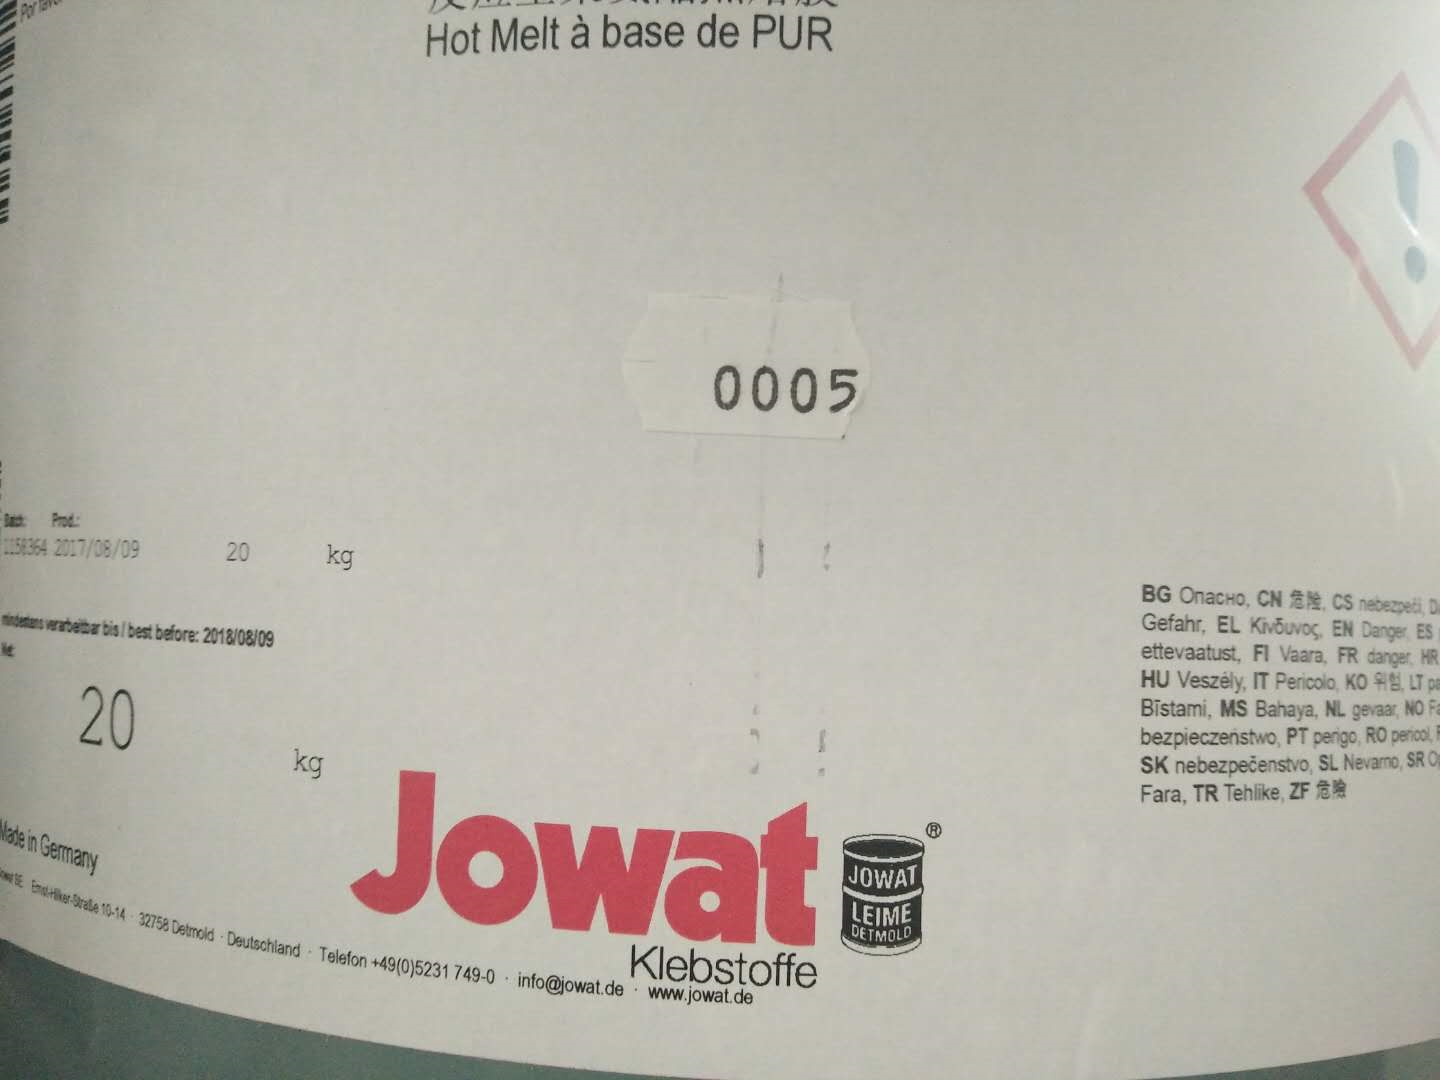 Hot Melt à base de PUR
0005
Batch: Prod.:
1158364 2017/08/09 20 kg
mindestens verarbeitbar bis / best before: 2018/08/09
Net:
20 kg
Made in Germany
Jowat
Klebstoffe
®
JOWAT
LEIME
DETMOLD
Jowat SE Ernst-Hilker-Straße 10-14 · 32758 Detmold · Deutschland · Telefon +49(0)5231 749-0 · info@jowat.de · www.jowat.de
BG Опасно, CN 危险, CS nebezpečí,
Gefahr, EL Κίνδυνος, EN Danger, ES
ettevaatust, FI Vaara, FR danger, HR
HU Veszély, IT Pericolo, KO 위험, LT
Bīstami, MS Bahaya, NL gevaar, NO
bezpieczeństwo, PT perigo, RO pericol,
SK nebezpečenstvo, SL Nevarno, SR
Fara, TR Tehlike, ZF 危險